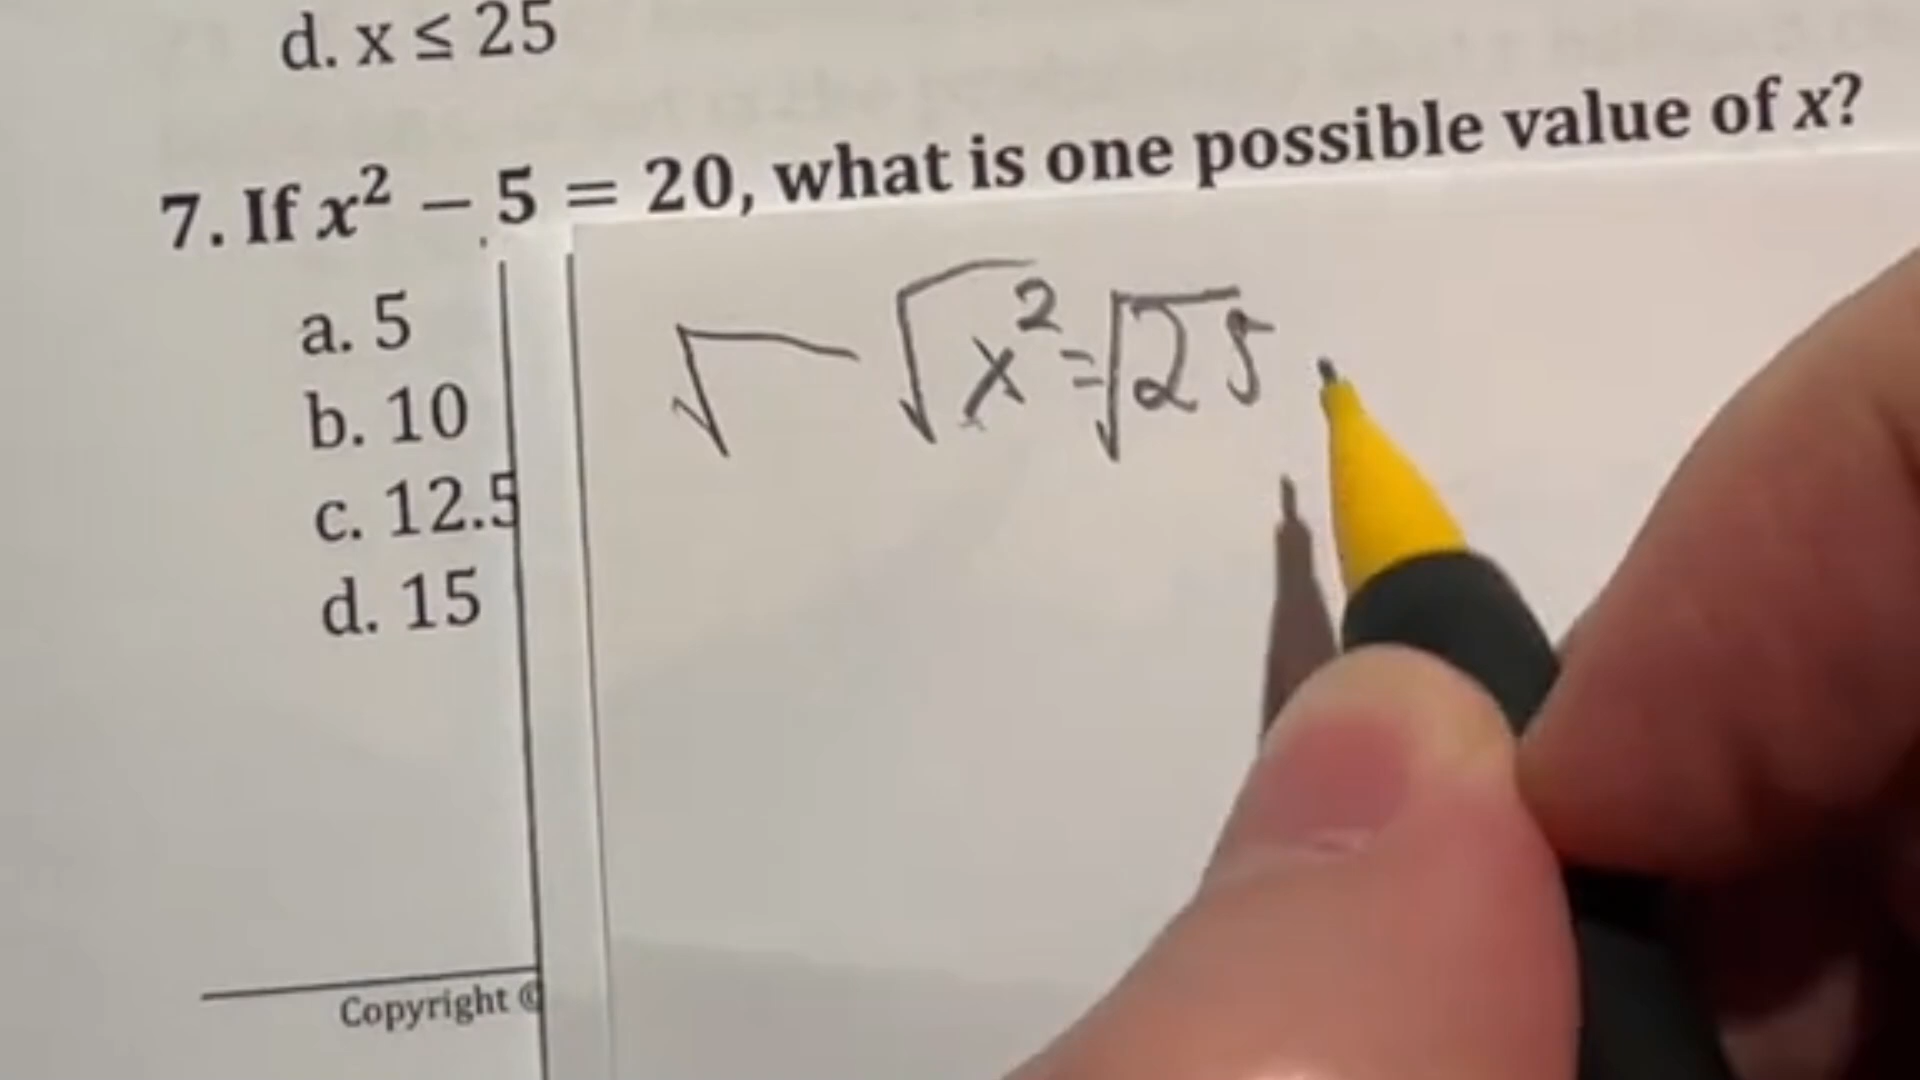 d. x ≤ 25
7. If x² − 5 = 20, what is one possible value of x?
a. 5
b. 10
c. 12.5
d. 15
√ √x² = √25
Copyright ©